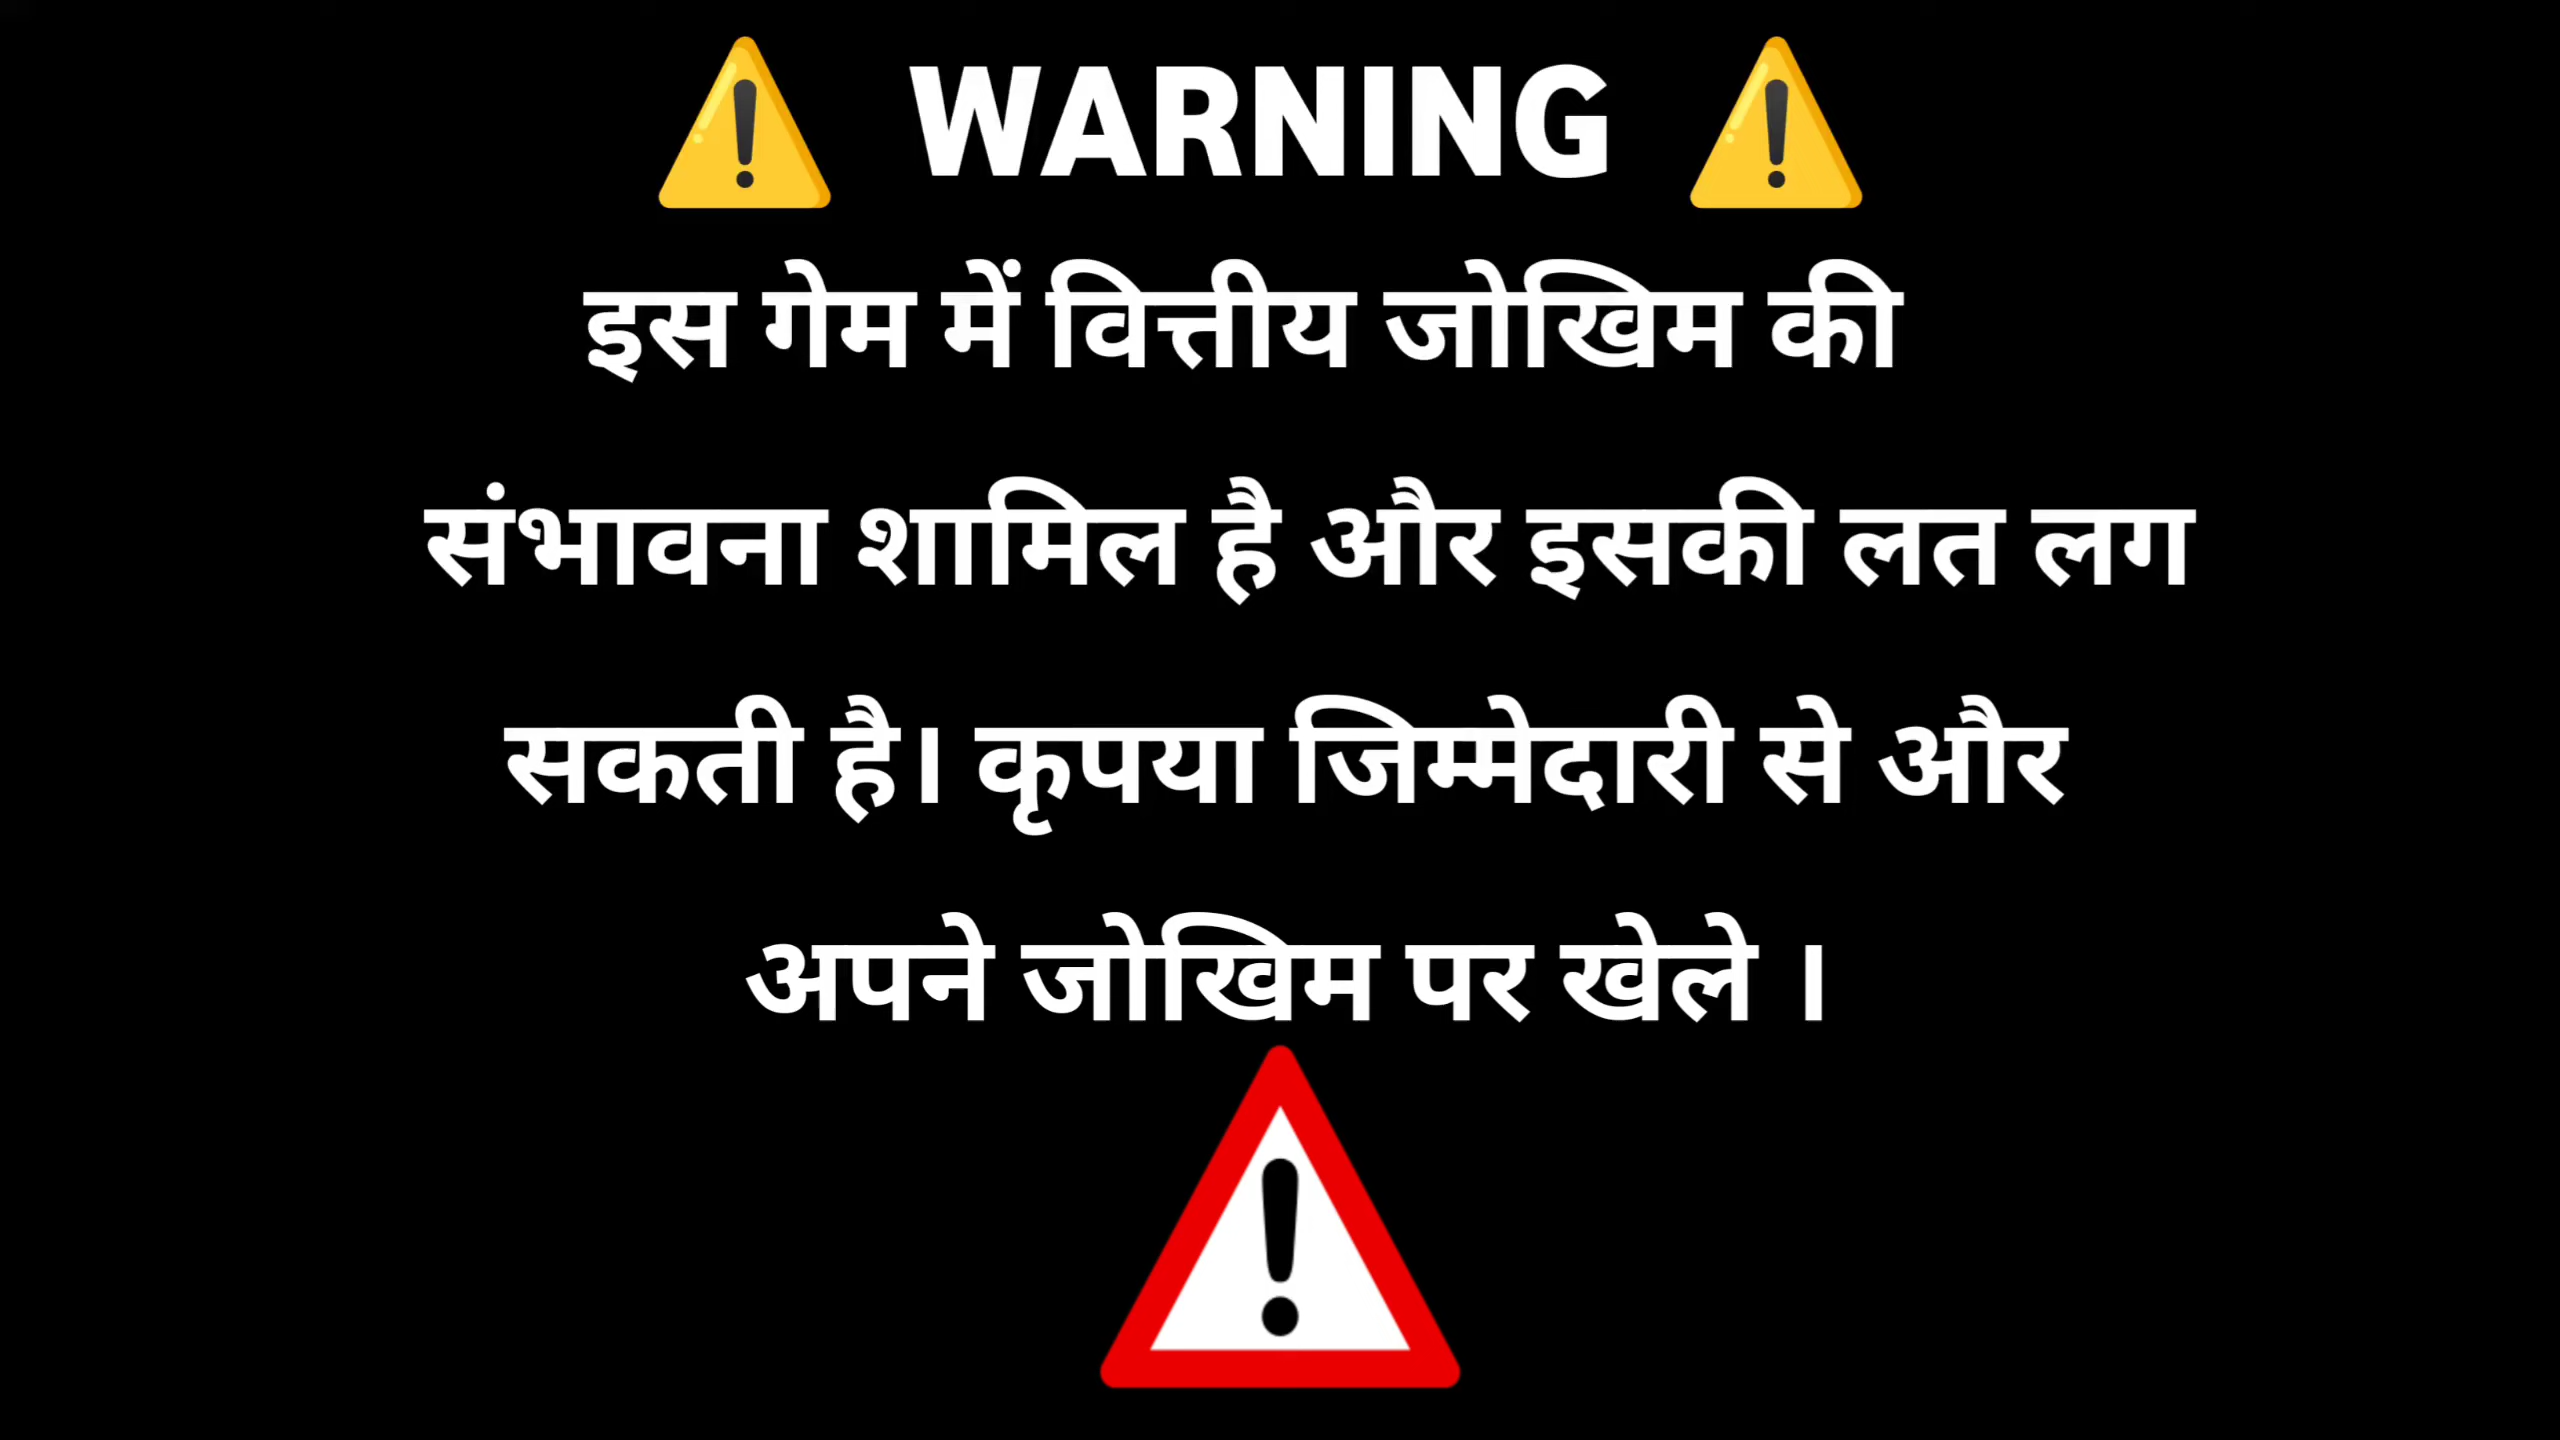 WARNING
इस गेम में वित्तीय जोखिम की
संभावना शामिल है और इसकी लत लग
सकती है। कृपया जिम्मेदारी से और
अपने जोखिम पर खेले ।